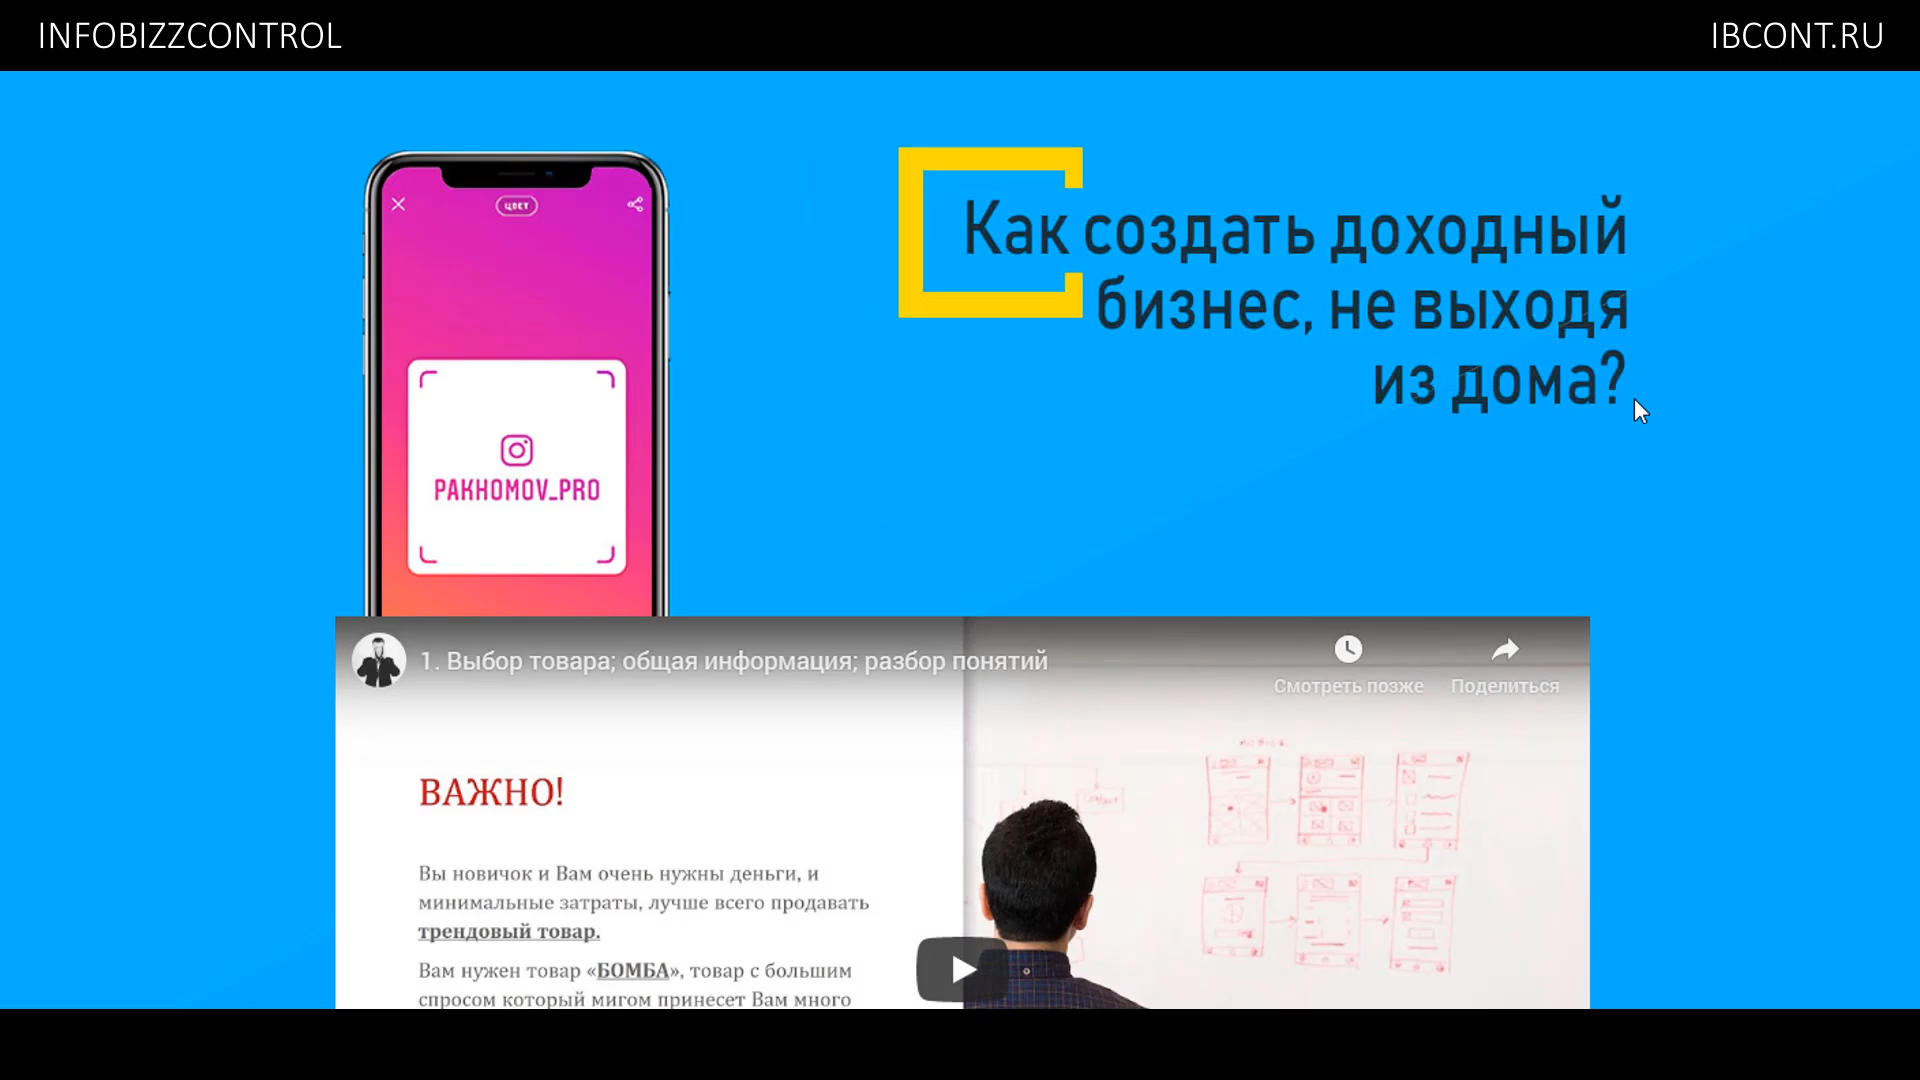 INFOBIZZCONTROL
IBCONT.RU
ЦВЕТ
PAKHOMOV_PRO
Как создать доходный
бизнес, не выходя
из дома?
1. Выбор товара; общая информация; разбор понятий
Смотреть позже
Поделиться
ВАЖНО!
Вы новичок и Вам очень нужны деньги, и
минимальные затраты, лучше всего продавать
трендовый товар.
Вам нужен товар «БОМБА», товар с большим
спросом который мигом принесет Вам много